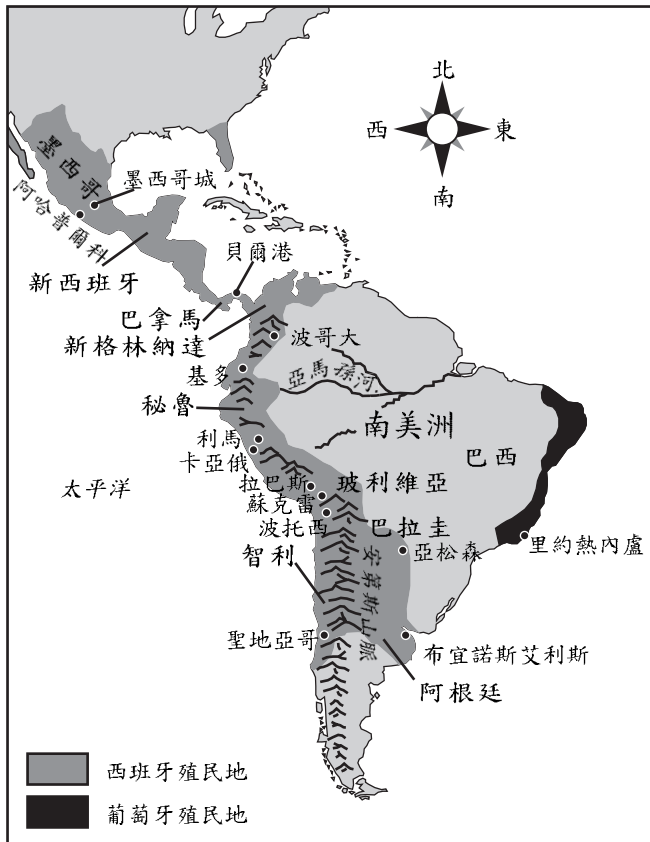 北
西
東
南
墨西哥
墨西哥城
阿哈普爾科
貝爾港
新西班牙
巴拿馬
新格林納達
波哥大
基多
亞馬孫河
秘魯
南美洲
利馬
卡亞俄
巴西
太平洋
拉巴斯
玻利維亞
蘇克雷
波托西
巴拉圭
里約熱內盧
智利
亞松森
安第斯山脈
聖地亞哥
布宜諾斯艾利斯
阿根廷
西班牙殖民地
葡萄牙殖民地